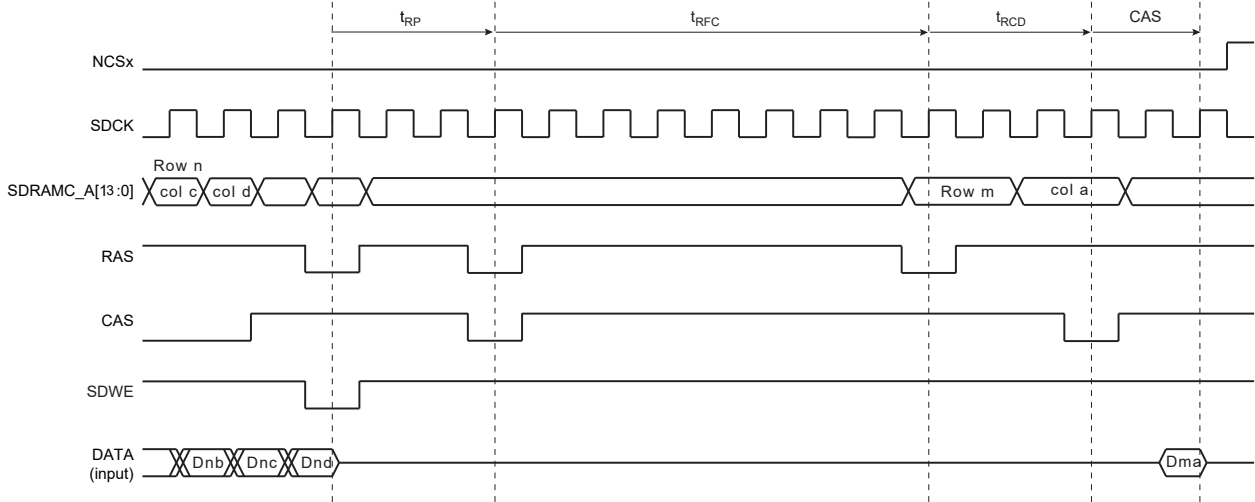 tRP
tRFC
tRCD
CAS
NCSx
SDCK
Row n
SDRAMC_A[13:0]
col c
col d
Row m
col a
RAS
CAS
SDWE
DATA
(input)
Dnb
Dnc
Dnd
Dma